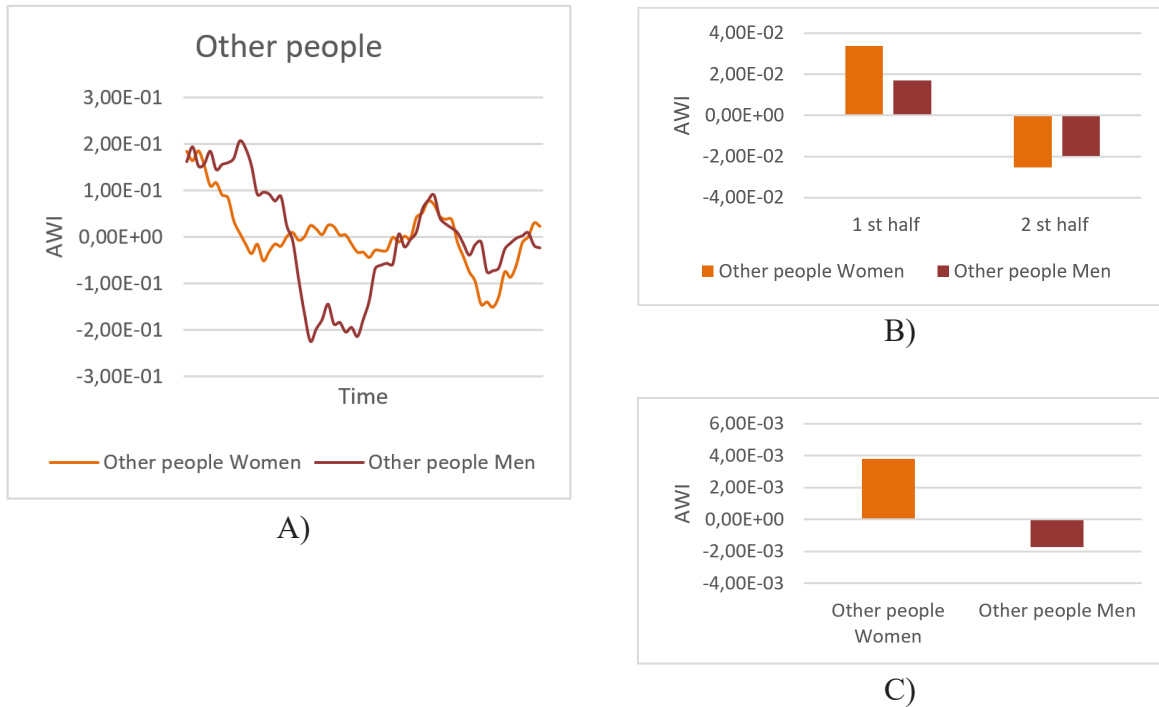 Other people
3,00E-01
2,00E-01
1,00E-01
0,00E+00
-1,00E-01
-2,00E-01
-3,00E-01
AWI
Time
Other people Women
Other people Men
A)
4,00E-02
2,00E-02
0,00E+00
-2,00E-02
-4,00E-02
AWI
1 st half
2 st half
Other people Women
Other people Men
B)
6,00E-03
4,00E-03
2,00E-03
0,00E+00
-2,00E-03
-4,00E-03
AWI
Other people
Women
Other people Men
C)